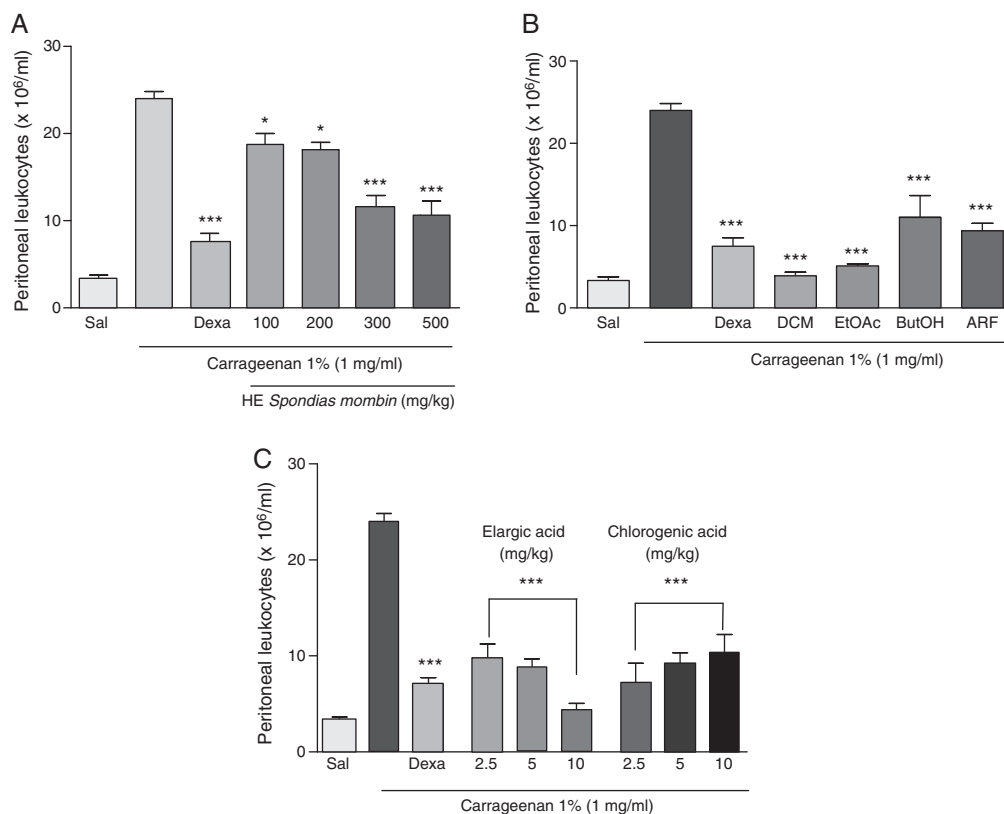 A
Peritoneal leukocytes (x 10⁶/ml)
30
20
10
0
***
*
*
***
***
Sal Dexa 100 200 300 500
Carrageenan 1% (1 mg/ml)
HE Spondias mombin (mg/kg)
B
Peritoneal leukocytes (x 10⁶/ml)
30
20
10
0
***
***
***
***
***
Sal Dexa DCM EtOAc ButOH ARF
Carrageenan 1% (1 mg/ml)
C
Peritoneal leukocytes (x 10⁶/ml)
30
20
10
0
Elargic acid
(mg/kg)
***
Chlorogenic acid
(mg/kg)
***
***
Sal Dexa 2.5 5 10 2.5 5 10
Carrageenan 1% (1 mg/ml)